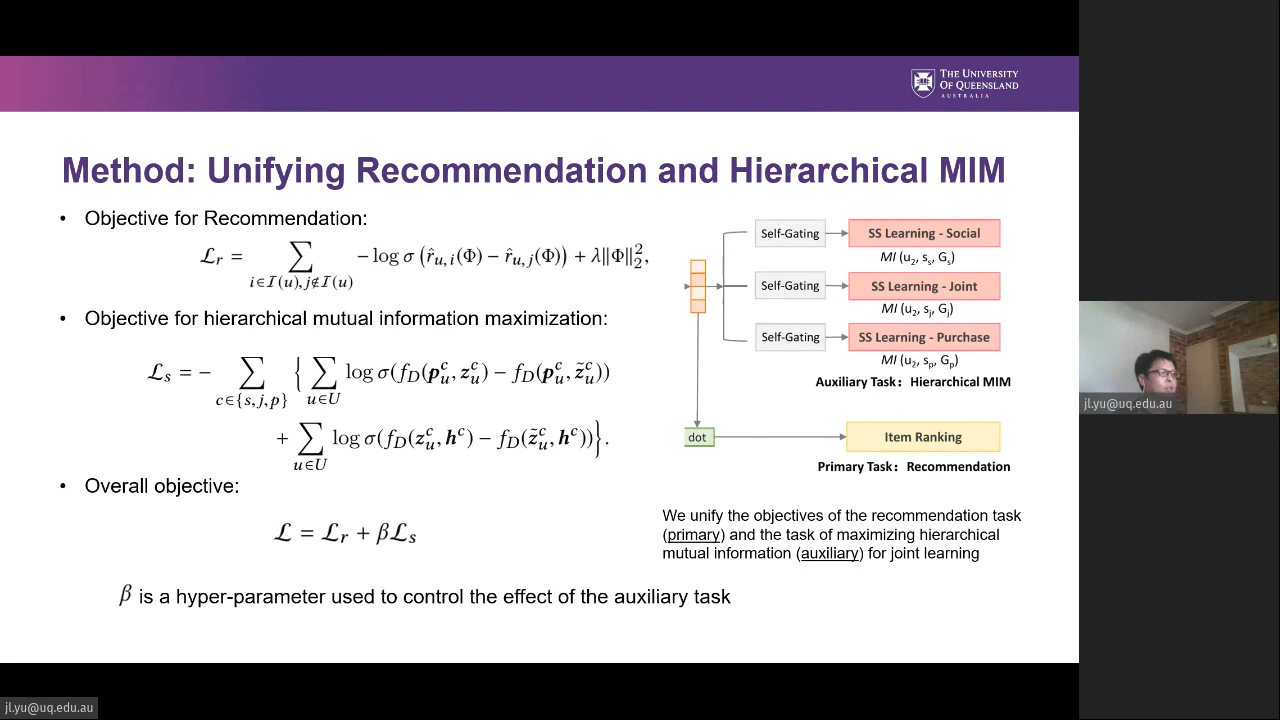 THE UNIVERSITY
OF QUEENSLAND
AUSTRALIA
Method: Unifying Recommendation and Hierarchical MIM
• Objective for Recommendation:
ℒ_r = ∑_{i∈ℐ(u),j∉ℐ(u)} − log σ (r̂_{u,i}(Φ) − r̂_{u,j}(Φ)) + λ‖Φ‖₂²,
• Objective for hierarchical mutual information maximization:
ℒ_s = − ∑_{c∈{s,j,p}} { ∑_{u∈U} log σ(f_D(p_u^c, z_u^c) − f_D(p_u^c, z̃_u^c))
+ ∑_{u∈U} log σ(f_D(z_u^c, h^c) − f_D(z̃_u^c, h^c)) }.
• Overall objective:
ℒ = ℒ_r + βℒ_s
β is a hyper-parameter used to control the effect of the auxiliary task
Self-Gating
SS Learning - Social
MI (u₂, s_s, G_s)
Self-Gating
SS Learning - Joint
MI (u₂, s_j, G_j)
Self-Gating
SS Learning - Purchase
MI (u₂, s_p, G_p)
Auxiliary Task：Hierarchical MIM
dot
Item Ranking
Primary Task：Recommendation
We unify the objectives of the recommendation task
(primary) and the task of maximizing hierarchical
mutual information (auxiliary) for joint learning
jl.yu@uq.edu.au
jl.yu@uq.edu.au